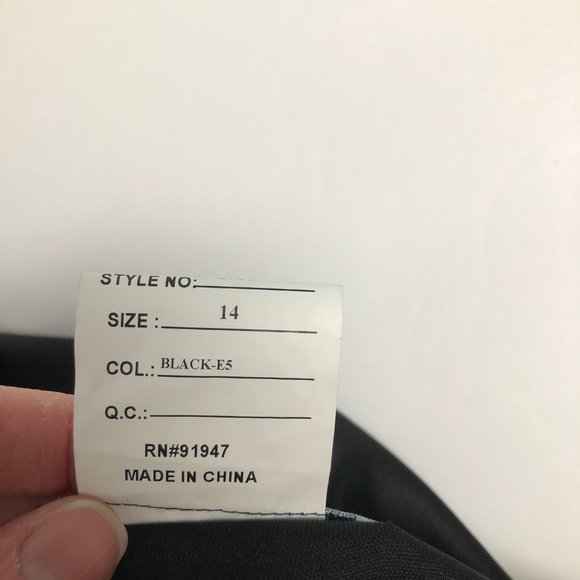 STYLE NO:
SIZE : 14
COL.: BLACK-E5
Q.C.:
RN#91947
MADE IN CHINA